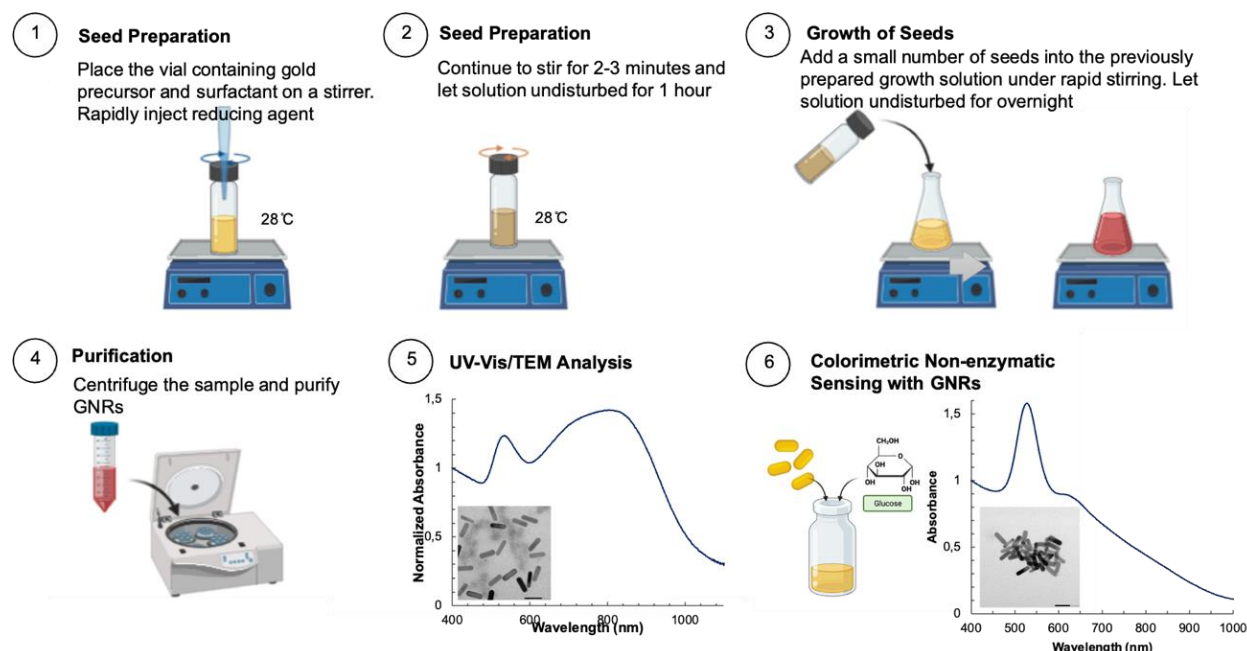 1
Seed Preparation
Place the vial containing gold
precursor and surfactant on a stirrer.
Rapidly inject reducing agent
28℃
2
Seed Preparation
Continue to stir for 2-3 minutes and
let solution undisturbed for 1 hour
28℃
3
Growth of Seeds
Add a small number of seeds into the previously
prepared growth solution under rapid stirring. Let
solution undisturbed for overnight
4
Purification
Centrifuge the sample and purify
GNRs
5
UV-Vis/TEM Analysis
Normalized Absorbance
1,5
1
0,5
0
400 600 800 1000
Wavelength (nm)
6
Colorimetric Non-enzymatic
Sensing with GNRs
CH₂OH
O
OH
OH
OH
OH
Glucose
Absorbance
1,5
1
0,5
0
400 500 600 700 800 900 1000
Wavelength (nm)